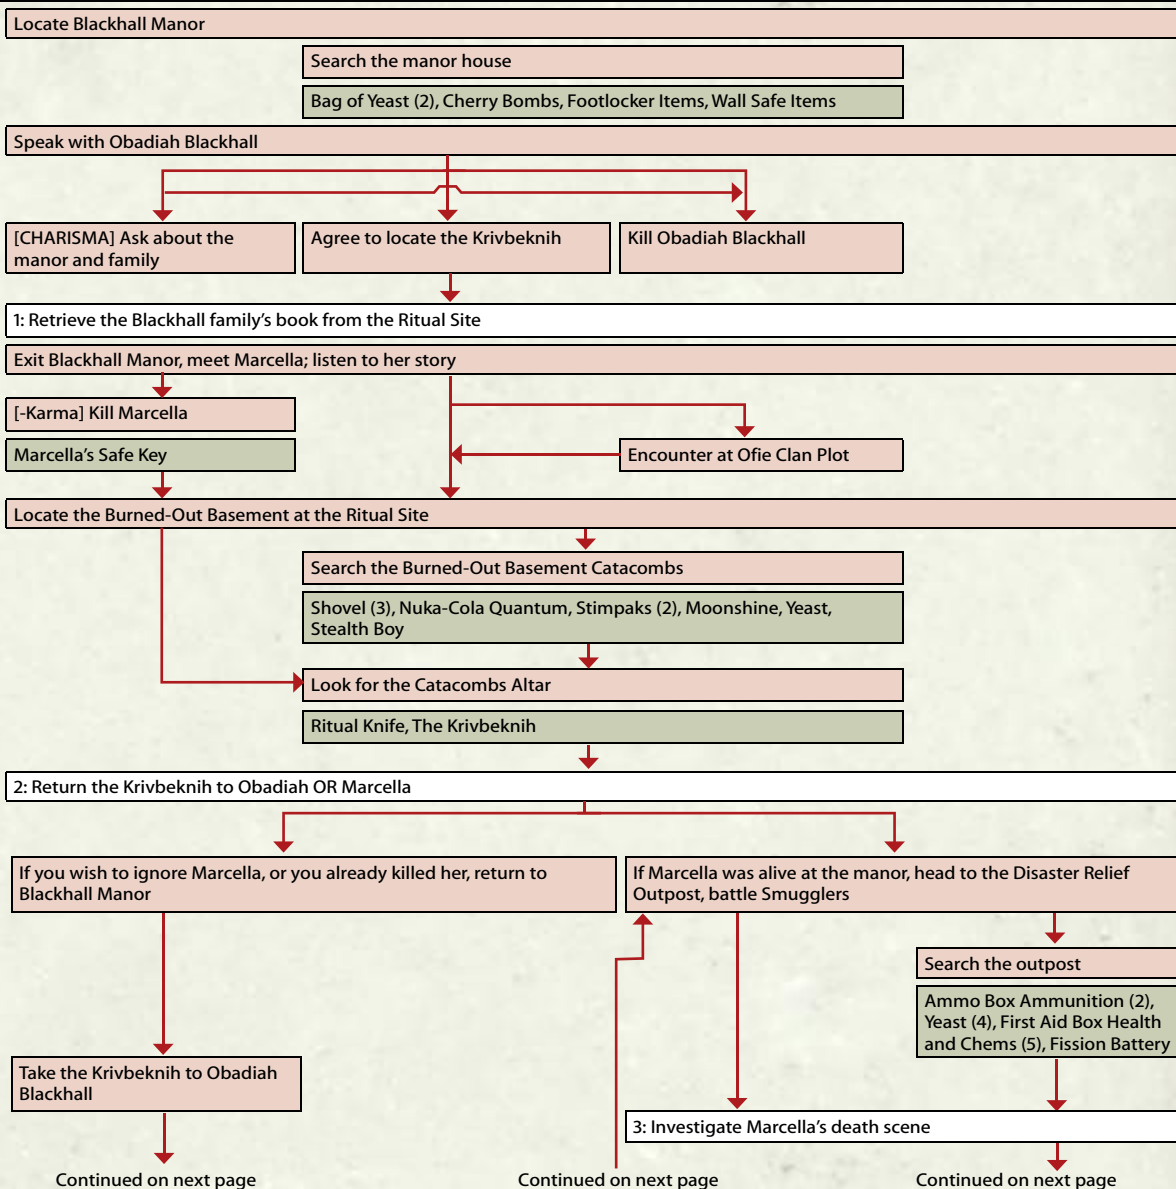 Locate Blackhall Manor
Search the manor house
Bag of Yeast (2), Cherry Bombs, Footlocker Items, Wall Safe Items
Speak with Obadiah Blackhall
[CHARISMA] Ask about the
manor and family
Agree to locate the Krivbeknih
Kill Obadiah Blackhall
1: Retrieve the Blackhall family's book from the Ritual Site
Exit Blackhall Manor, meet Marcella; listen to her story
[-Karma] Kill Marcella
Marcella's Safe Key
Encounter at Ofie Clan Plot
Locate the Burned-Out Basement at the Ritual Site
Search the Burned-Out Basement Catacombs
Shovel (3), Nuka-Cola Quantum, Stimpaks (2), Moonshine, Yeast,
Stealth Boy
Look for the Catacombs Altar
Ritual Knife, The Krivbeknih
2: Return the Krivbeknih to Obadiah OR Marcella
If you wish to ignore Marcella, or you already killed her, return to
Blackhall Manor
If Marcella was alive at the manor, head to the Disaster Relief
Outpost, battle Smugglers
Search the outpost
Ammo Box Ammunition (2),
Yeast (4), First Aid Box Health
and Chems (5), Fission Battery
Take the Krivbeknih to Obadiah
Blackhall
3: Investigate Marcella's death scene
Continued on next page
Continued on next page
Continued on next page